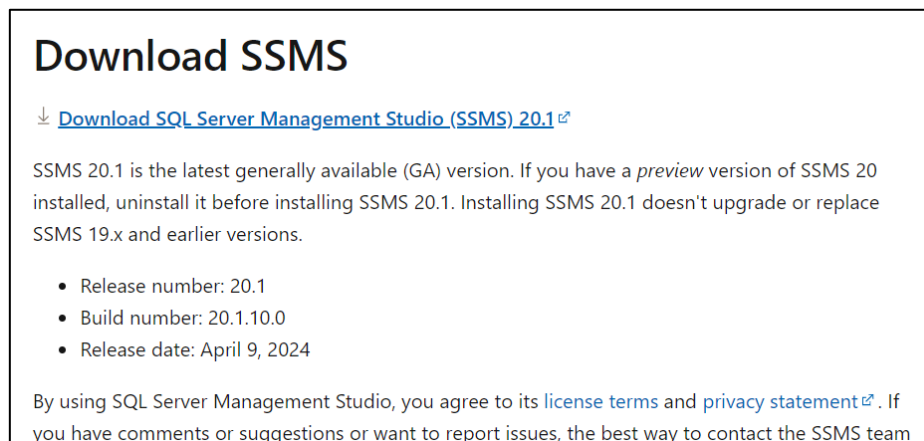 Download SSMS
Download SQL Server Management Studio (SSMS) 20.1
SSMS 20.1 is the latest generally available (GA) version. If you have a preview version of SSMS 20
installed, uninstall it before installing SSMS 20.1. Installing SSMS 20.1 doesn't upgrade or replace
SSMS 19.x and earlier versions.
• Release number: 20.1
• Build number: 20.1.10.0
• Release date: April 9, 2024
By using SQL Server Management Studio, you agree to its license terms and privacy statement. If
you have comments or suggestions or want to report issues, the best way to contact the SSMS team